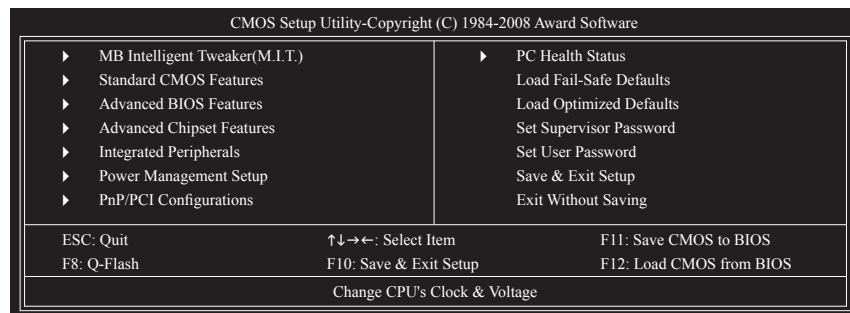 CMOS Setup Utility-Copyright (C) 1984-2008 Award Software
MB Intelligent Tweaker(M.I.T.)
Standard CMOS Features
Advanced BIOS Features
Advanced Chipset Features
Integrated Peripherals
Power Management Setup
PnP/PCI Configurations
PC Health Status
Load Fail-Safe Defaults
Load Optimized Defaults
Set Supervisor Password
Set User Password
Save & Exit Setup
Exit Without Saving
ESC: Quit ↑↓→←: Select Item F11: Save CMOS to BIOS
F8: Q-Flash F10: Save & Exit Setup F12: Load CMOS from BIOS
Change CPU's Clock & Voltage